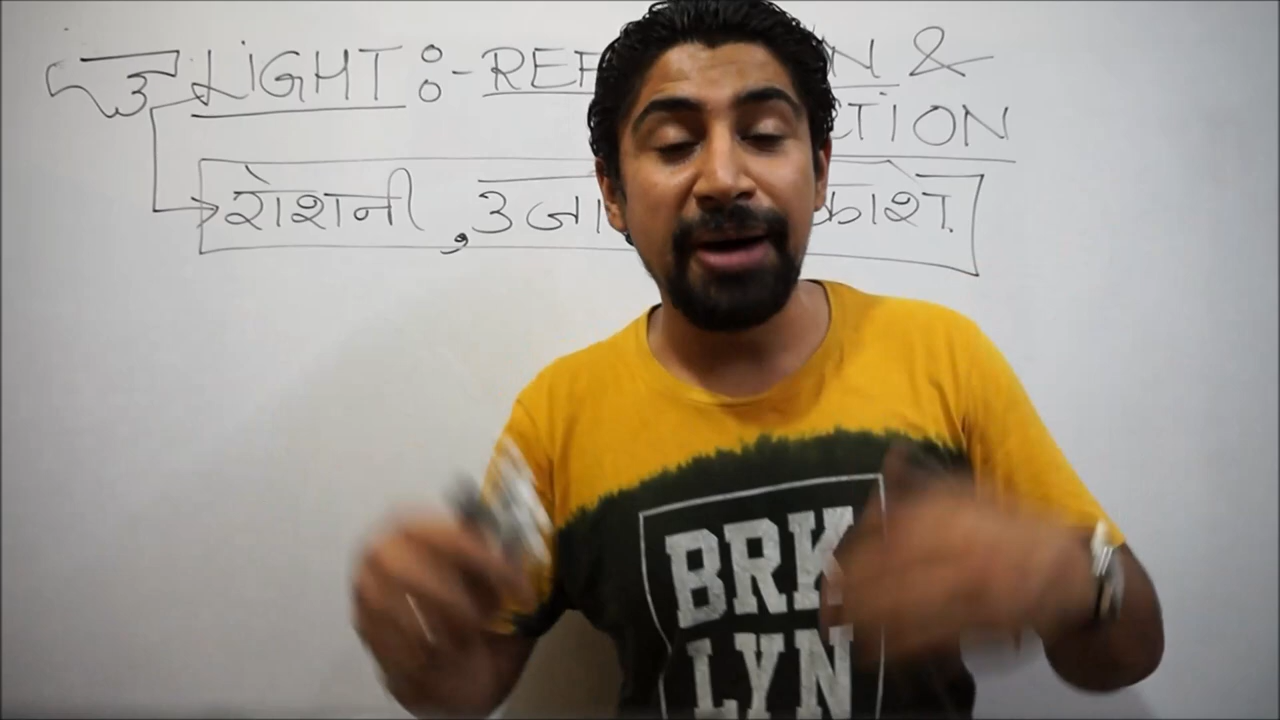 LIGHT :- REF N &
CTION
रोशनी , उजा काश.
BRK
LYN